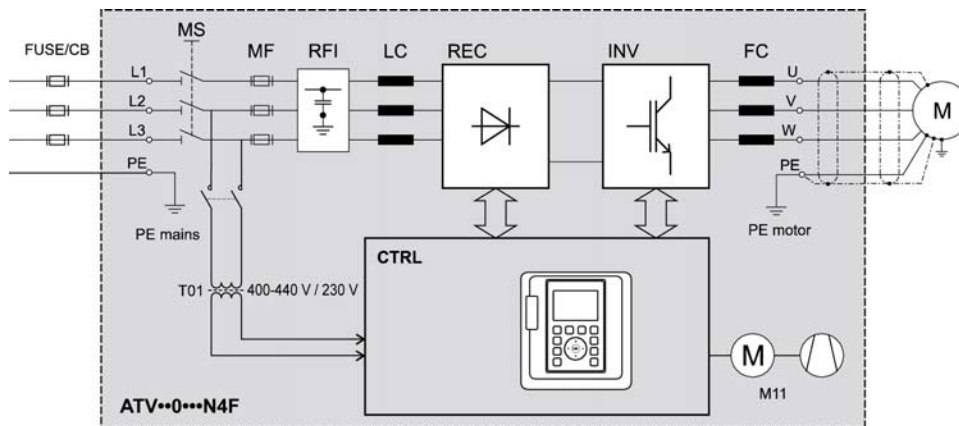 FUSE/CB
MS
MF
RFI
LC
REC
INV
FC
L1
L2
L3
PE
PE mains
U
V
W
PE
PE motor
M
CTRL
T01
400-440 V / 230 V
M
M11
ATV••0•••N4F